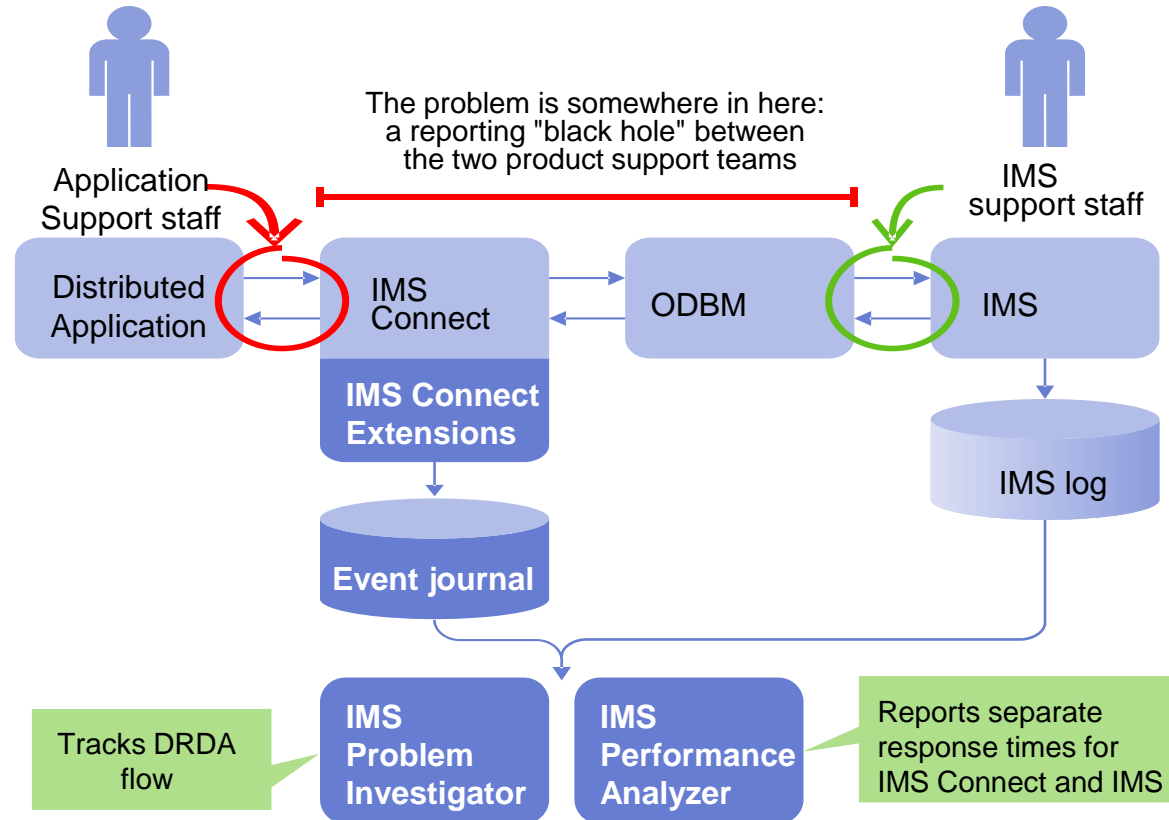 The problem is somewhere in here:
a reporting "black hole" between
the two product support teams
Application
Support staff
IMS
support staff
Distributed
Application
IMS
Connect
ODBM
IMS
IMS Connect
Extensions
IMS log
Event journal
Tracks DRDA
flow
IMS
Problem
Investigator
IMS
Performance
Analyzer
Reports separate
response times for
IMS Connect and IMS